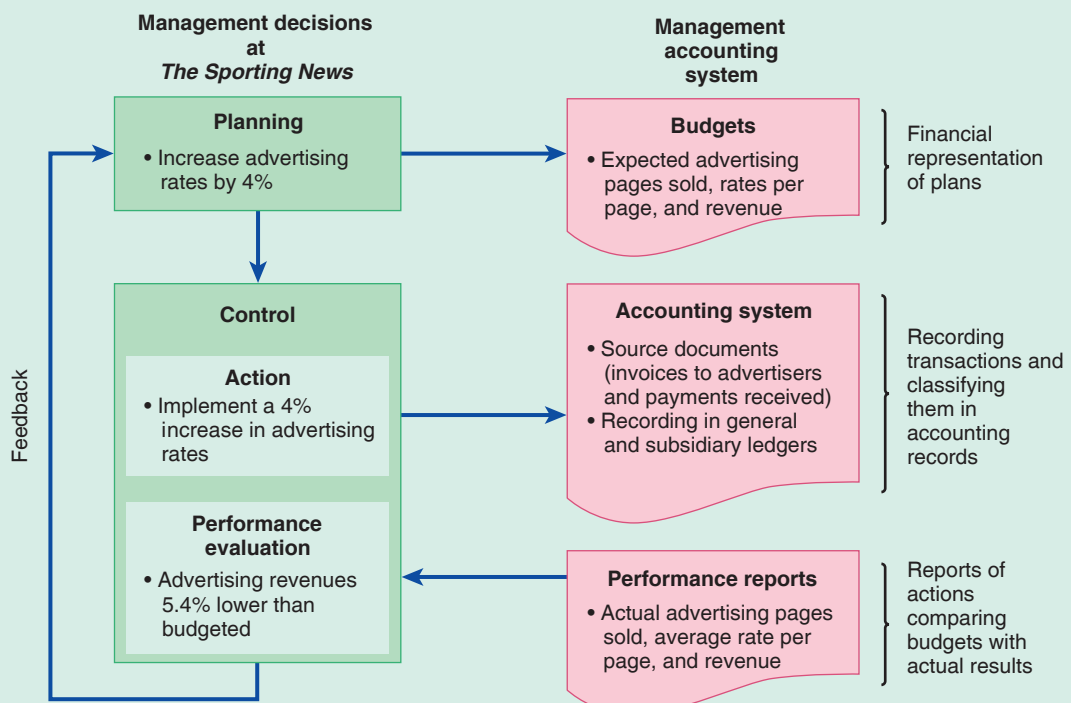 Management decisions
at
The Sporting News
Management
accounting
system
Planning
• Increase advertising
rates by 4%
Budgets
• Expected advertising
pages sold, rates per
page, and revenue
Financial
representation
of plans
Feedback
Control
Action
• Implement a 4%
increase in advertising
rates
Performance
evaluation
• Advertising revenues
5.4% lower than
budgeted
Accounting system
• Source documents
(invoices to advertisers
and payments received)
• Recording in general
and subsidiary ledgers
Recording
transactions and
classifying
them in
accounting
records
Performance reports
• Actual advertising pages
sold, average rate per
page, and revenue
Reports of
actions
comparing
budgets with
actual results